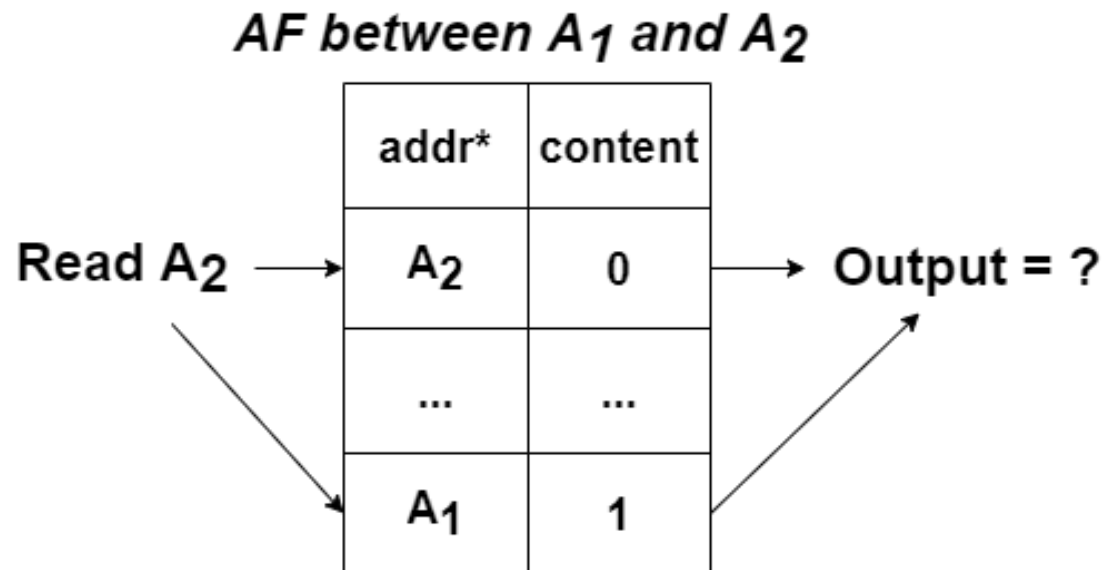 AF between A1 and A2
addr* content
Read A2 A2 0 Output = ?
... ...
A1 1